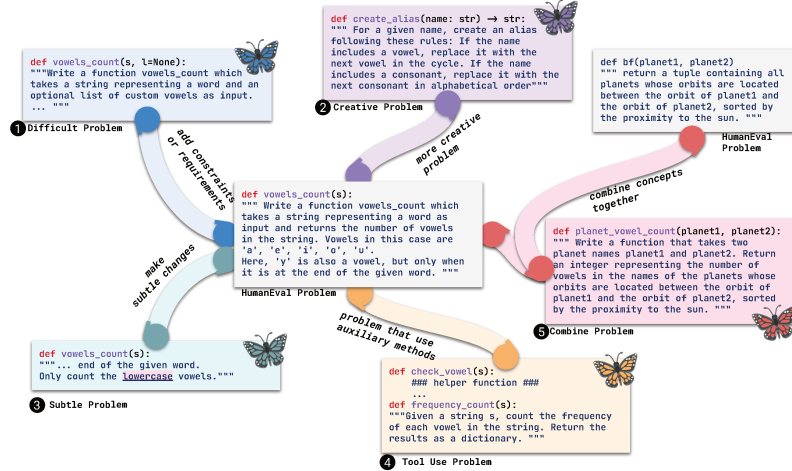 def vowels_count(s, l=None):
"""Write a function vowels_count which
takes a string representing a word and an
optional list of custom vowels as input.
... """
1 Difficult Problem
add constraints
or requirements
def create_alias(name: str) → str:
""" For a given name, create an alias
following these rules: If the name
includes a vowel, replace it with the
next vowel in the cycle. If the name
includes a consonant, replace it with the
next consonant in alphabetical order"""
2 Creative Problem
more creative
problem
def bf(planet1, planet2)
""" return a tuple containing all
planets whose orbits are located
between the orbit of planet1 and
the orbit of planet2, sorted by
the proximity to the sun. """
HumanEval
Problem
combine concepts
together
def vowels_count(s):
""" Write a function vowels_count which
takes a string representing a word as
input and returns the number of vowels
in the string. Vowels in this case are
'a', 'e', 'i', 'o', 'u'.
Here, 'y' is also a vowel, but only when
it is at the end of the given word. """
HumanEval Problem
def planet_vowel_count(planet1, planet2):
""" Write a function that takes two
planet names planet1 and planet2. Return
an integer representing the number of
vowels in the names of the planets whose
orbits are located between the orbit of
planet1 and the orbit of planet2, sorted
by the proximity to the sun. """
5 Combine Problem
make
subtle changes
def vowels_count(s):
"""... end of the given word.
Only count the lowercase vowels."""
3 Subtle Problem
problem that use
auxiliary methods
def check_vowel(s):
### helper function ###
...
def frequency_count(s):
"""Given a string s, count the frequency
of each vowel in the string. Return the
results as a dictionary. """
4 Tool Use Problem